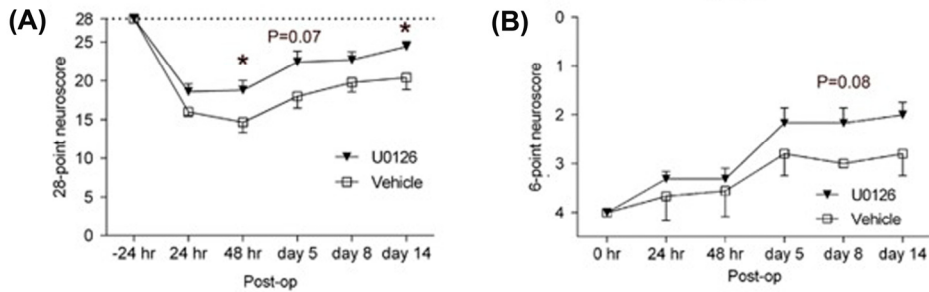 (A)
28
25
20
15
10
5
0
28-point neuroscore
*
P=0.07
*
U0126
Vehicle
-24 hr 24 hr 48 hr day 5 day 8 day 14
Post-op
(B)
0
1
2
3
4
6-point neuroscore
P=0.08
U0126
Vehicle
0 hr 24 hr 48 hr day 5 day 8 day 14
Post-op